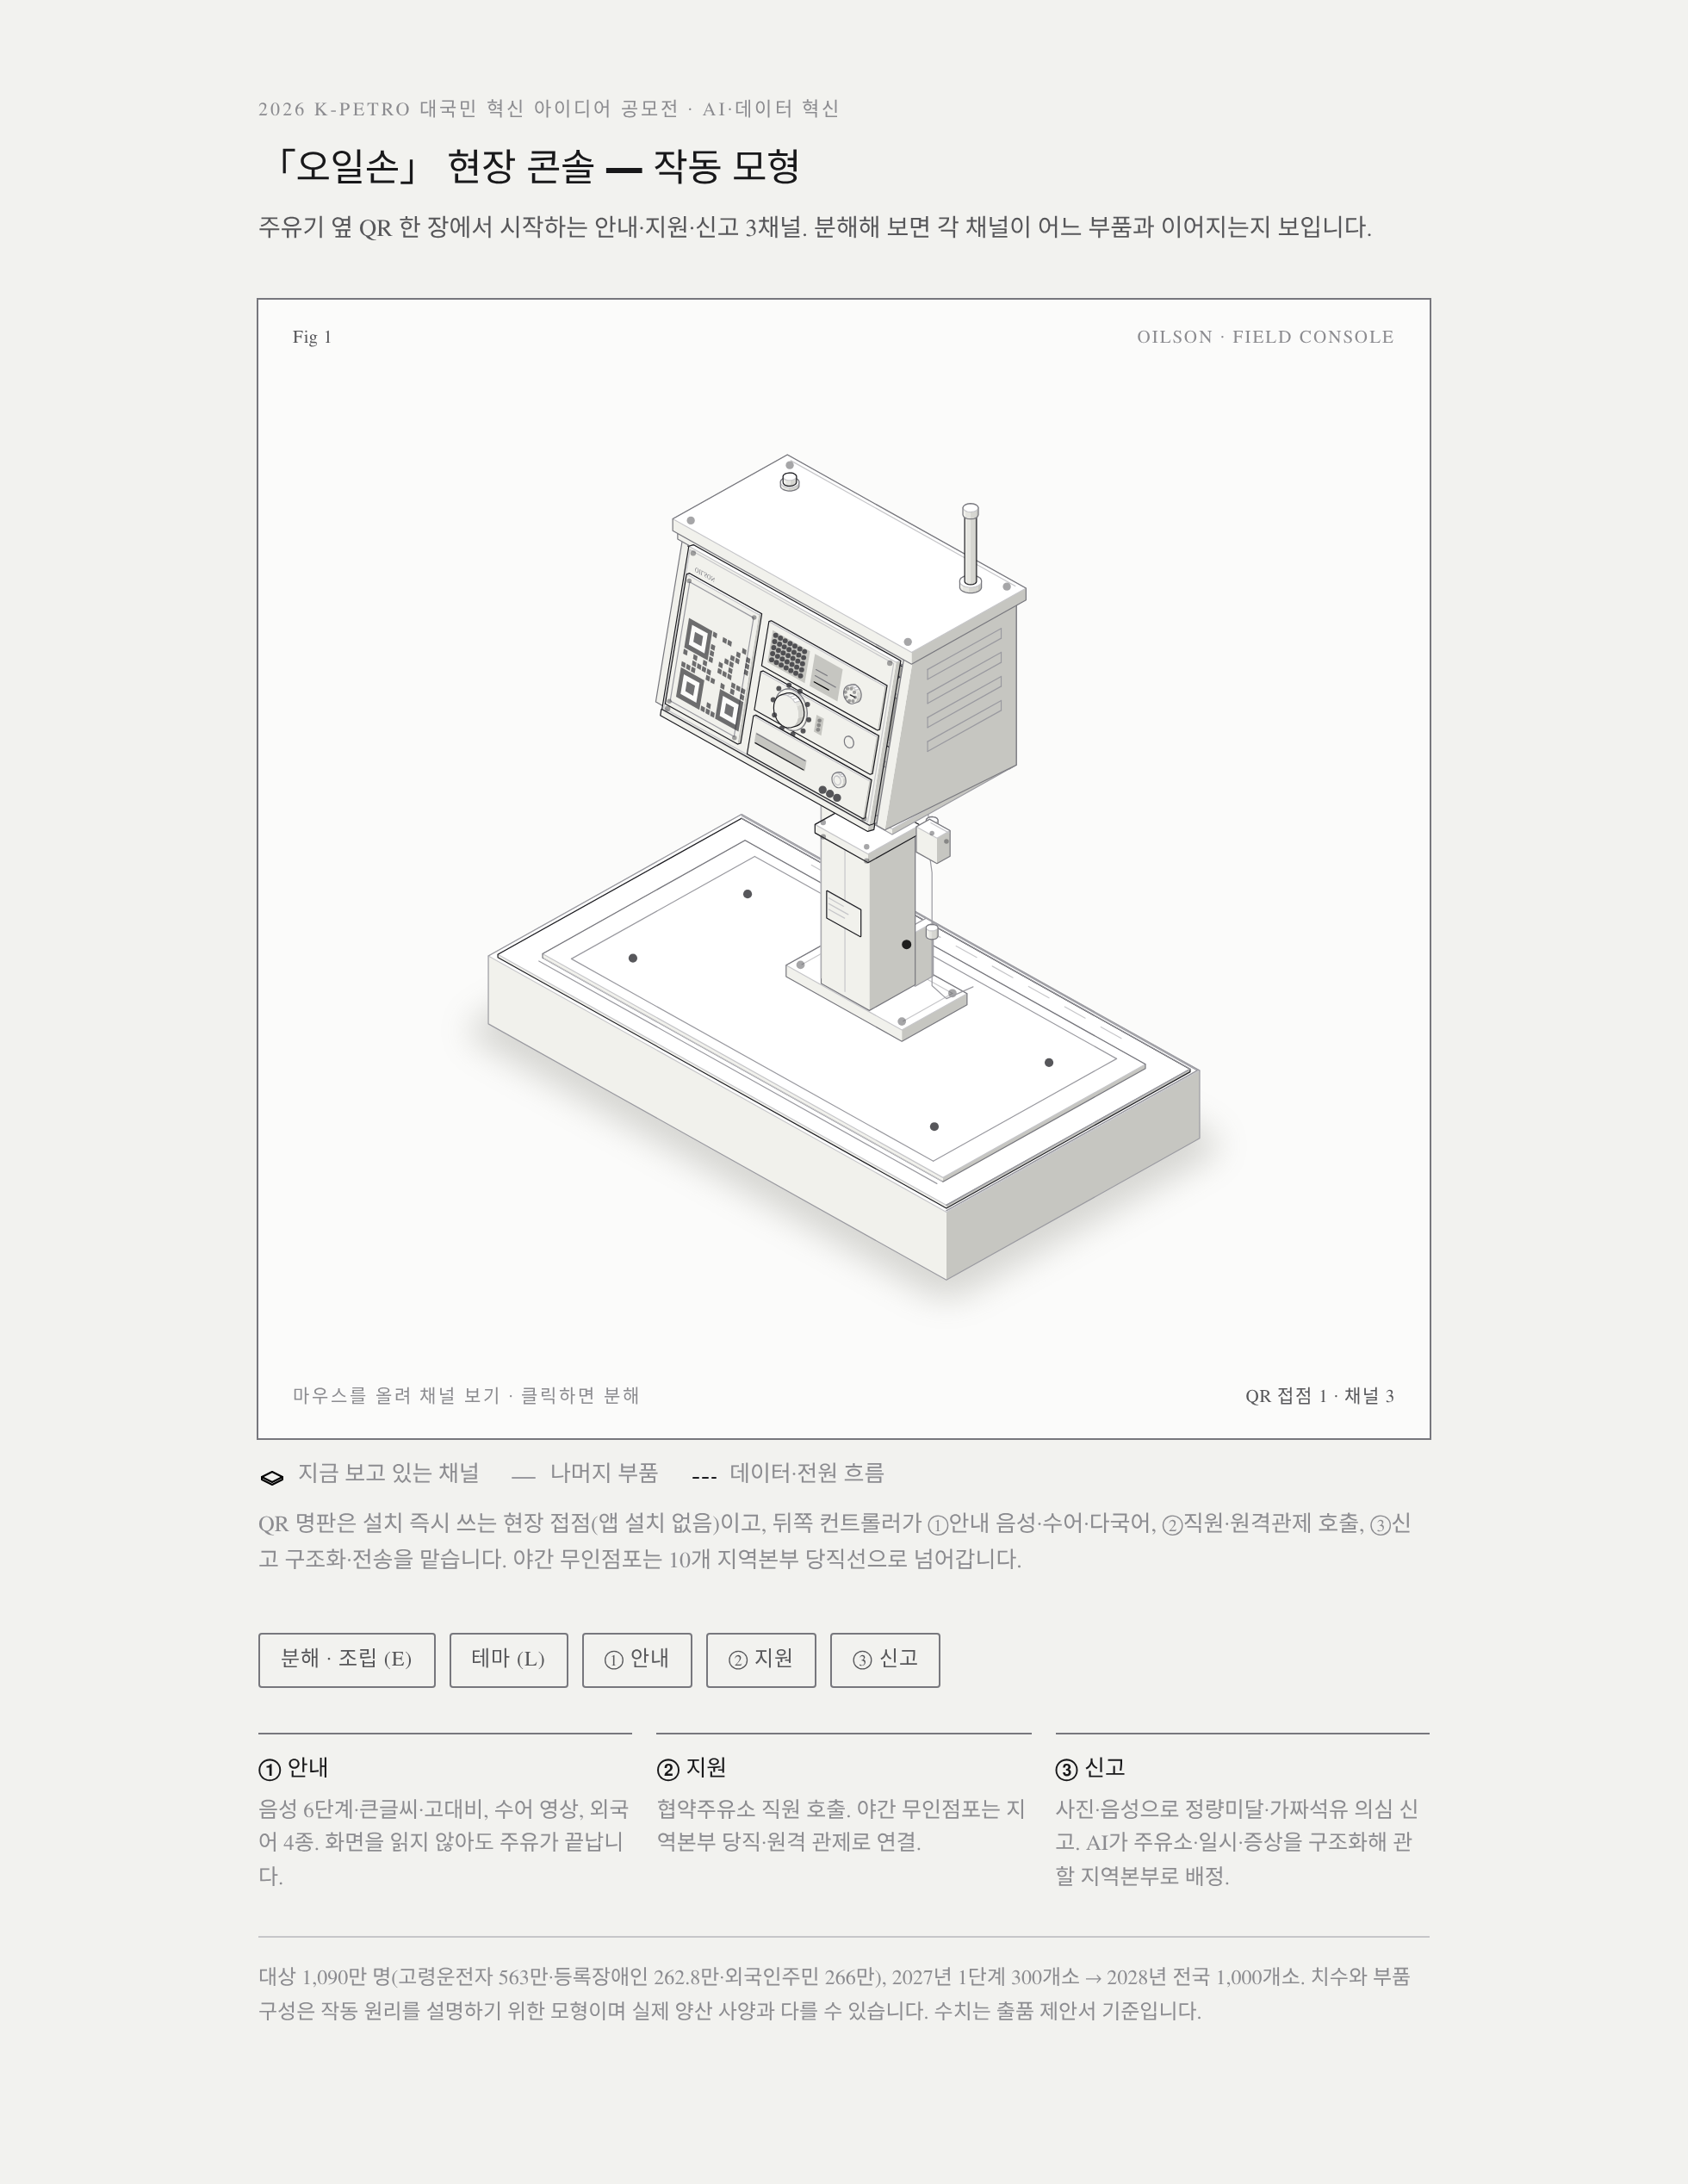 2026 K-PETRO 대국민 혁신 아이디어 공모전 · AI·데이터 혁신
「오일손」 현장 콘솔 — 작동 모형
주유기 옆 QR 한 장에서 시작하는 안내·지원·신고 3채널. 분해해 보면 각 채널이 어느 부품과 이어지는지 보입니다.
Fig 1
OILSON · FIELD CONSOLE
OILSON
마우스를 올려 채널 보기 · 클릭하면 분해
QR 접점 1 · 채널 3
지금 보고 있는 채널
나머지 부품
데이터·전원 흐름
QR 명판은 설치 즉시 쓰는 현장 접점(앱 설치 없음)이고, 뒤쪽 컨트롤러가 ①안내 음성·수어·다국어, ②직원·원격관제 호출, ③신
고 구조화·전송을 맡습니다. 야간 무인점포는 10개 지역본부 당직선으로 넘어갑니다.
분해 · 조립 (E)
테마 (L)
① 안내
② 지원
③ 신고
① 안내
음성 6단계·큰글씨·고대비, 수어 영상, 외국
어 4종. 화면을 읽지 않아도 주유가 끝납니
다.
② 지원
협약주유소 직원 호출. 야간 무인점포는 지
역본부 당직·원격 관제로 연결.
③ 신고
사진·음성으로 정량미달·가짜석유 의심 신
고. AI가 주유소·일시·증상을 구조화해 관
할 지역본부로 배정.
대상 1,090만 명(고령운전자 563만·등록장애인 262.8만·외국인주민 266만), 2027년 1단계 300개소 → 2028년 전국 1,000개소. 치수와 부품
구성은 작동 원리를 설명하기 위한 모형이며 실제 양산 사양과 다를 수 있습니다. 수치는 출품 제안서 기준입니다.